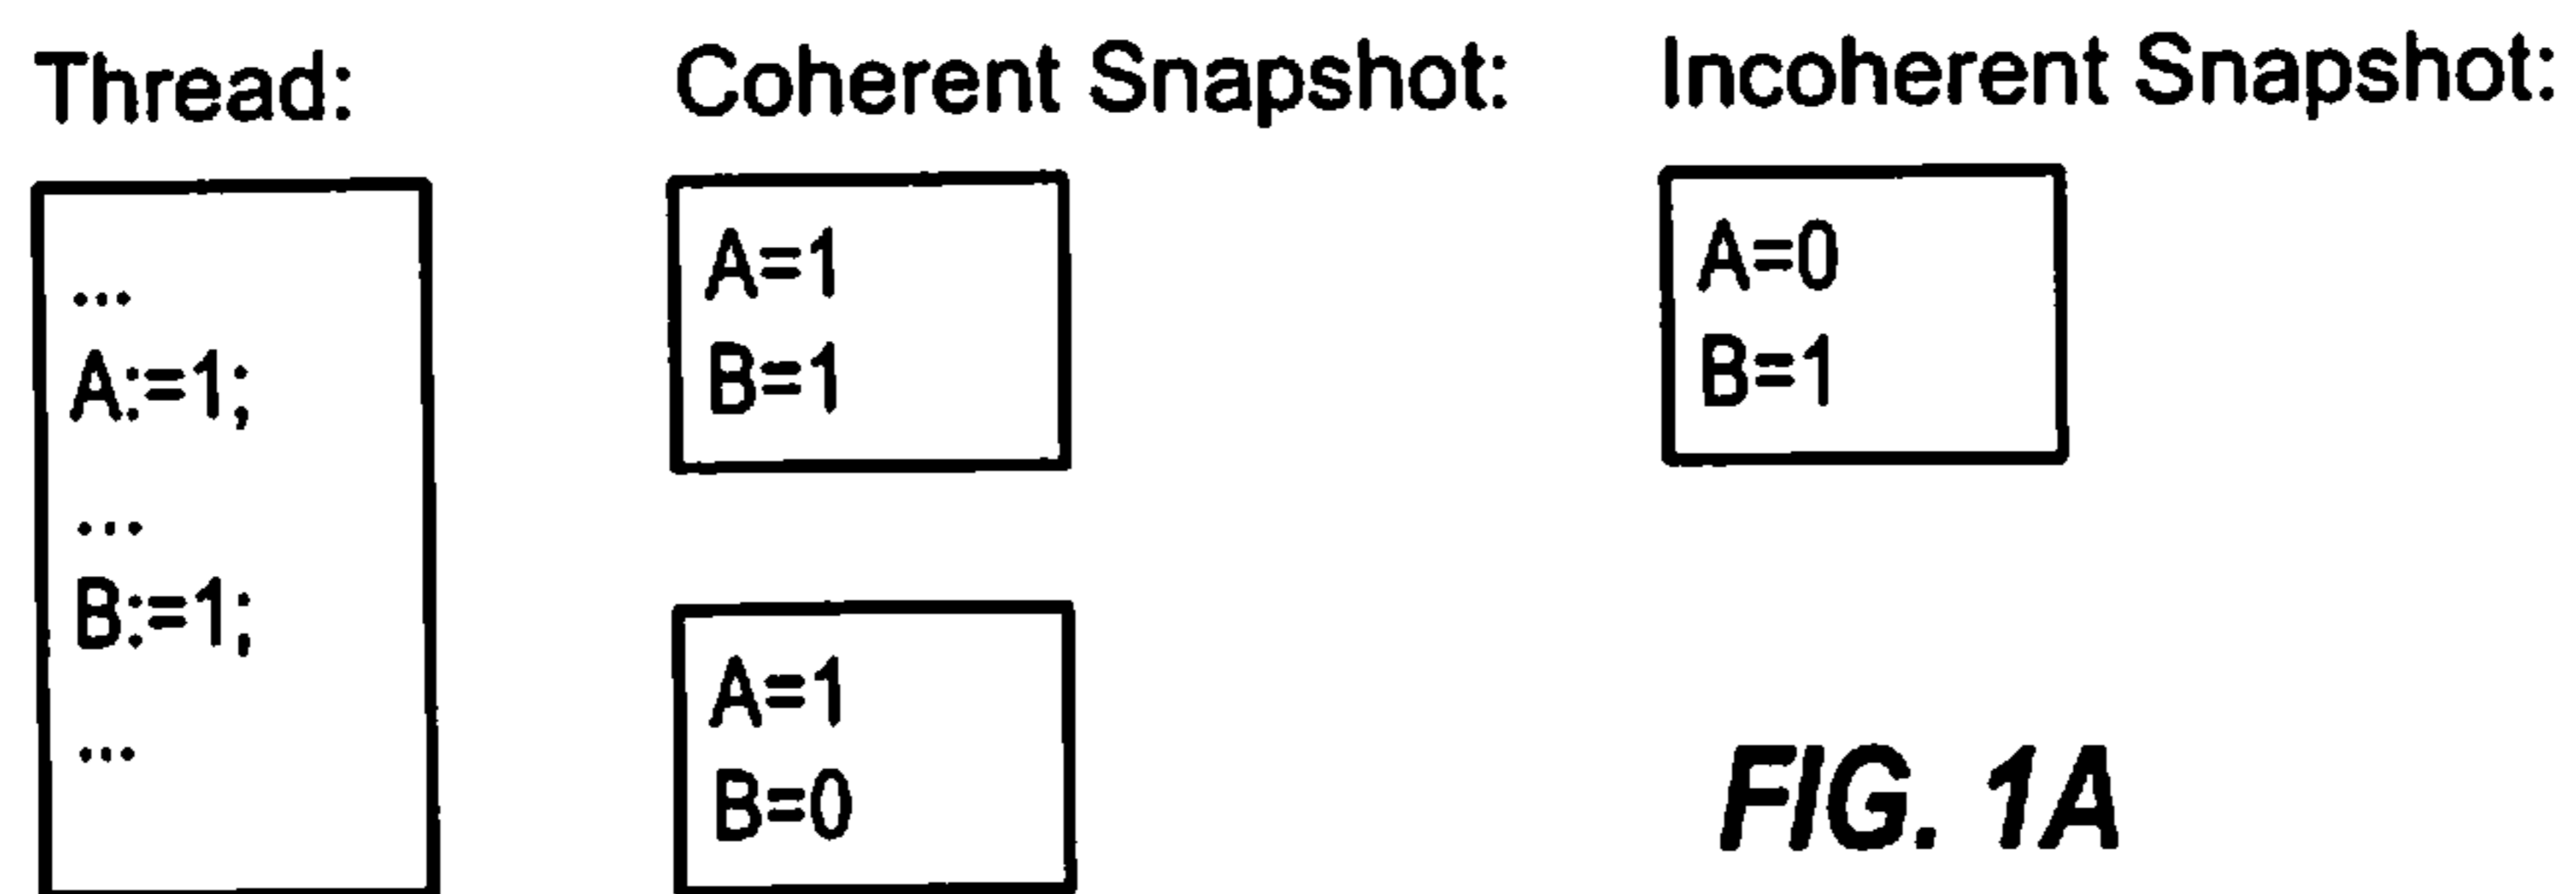 Thread:
...
A:=1;
...
B:=1;
...
Coherent Snapshot:
A=1
B=1
A=1
B=0
Incoherent Snapshot:
A=0
B=1
FIG. 1A